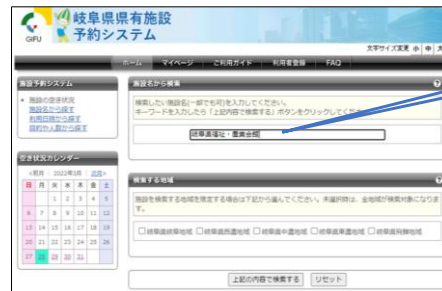 岐阜県県有施設
予約システム
GIFU
文字サイズ変更 小 中 大
ホーム マイページ ご利用ガイド 利用者登録 FAQ
施設予約システム
施設の空き状況
施設名から探す
利用日時から探す
目的や人数から探す
空き状況カレンダー
<前月 2022年3月 次月>
日 月 火 水 木 金 土
1 2 3 4 5
6 7 8 9 10 11 12
13 14 15 16 17 18 19
20 21 22 23 24 25 26
27 28 29 30 31
施設名から検索
検索したい施設名(一部でも可)を入力してください。
キーワードを入力したら「上記内容で検索する」ボタンをクリックしてくだ
岐阜県福祉・農業会館
検索する地域
施設を検索する地域を限定する場合は下記から選んでください。未選択時は、全地域が検索対象になりま
す。
岐阜県岐阜地域 岐阜県西濃地域 岐阜県中濃地域 岐阜県東濃地域 岐阜県飛騨地域
上記の内容で検索する リセット